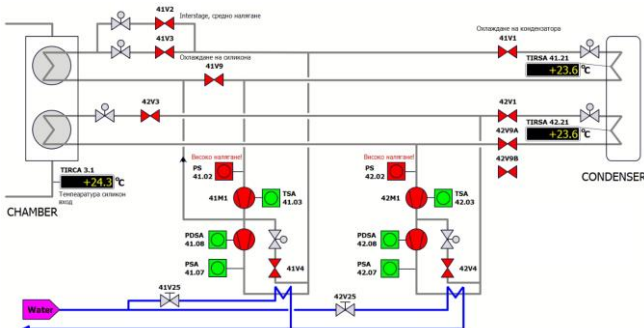 41V2
Interstage, средно налягане
41V3
Охлаждане на силикона
41V9
Охлаждане на кондензатора
41V1
TIRSA 41.21
+23.6 °C
42V3
42V1
TIRSA 42.21
+23.6 °C
42V9A
42V9B
CONDENSER
TIRCA 3.1
+24.3 °C
Температура силикон
вход
CHAMBER
Високо налягане!
PS
41.02
41M1
TSA
41.03
PDSA
41.08
PSA
41.07
41V4
Високо налягане!
PS
42.02
42M1
TSA
42.03
PDSA
42.08
PSA
42.07
42V4
41V25
42V25
Water